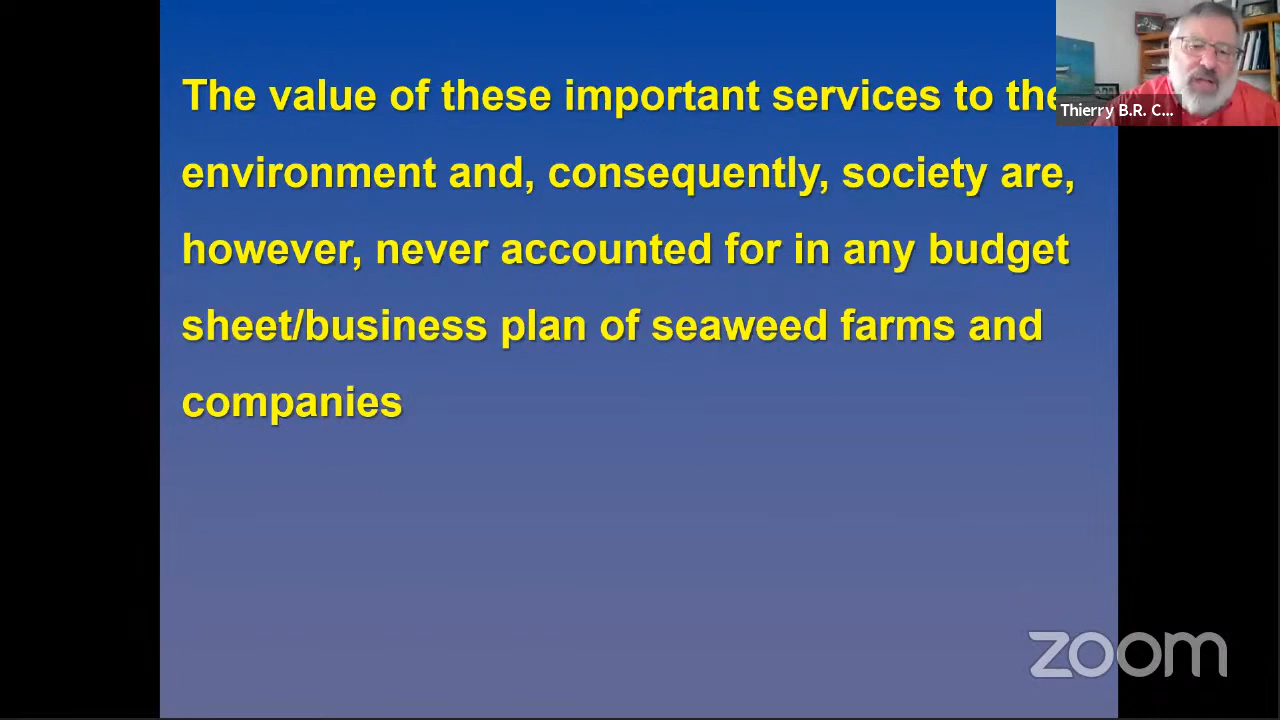 The value of these important services to the
environment and, consequently, society are,
however, never accounted for in any budget
sheet/business plan of seaweed farms and
companies
Thierry B.R. C...
zoom